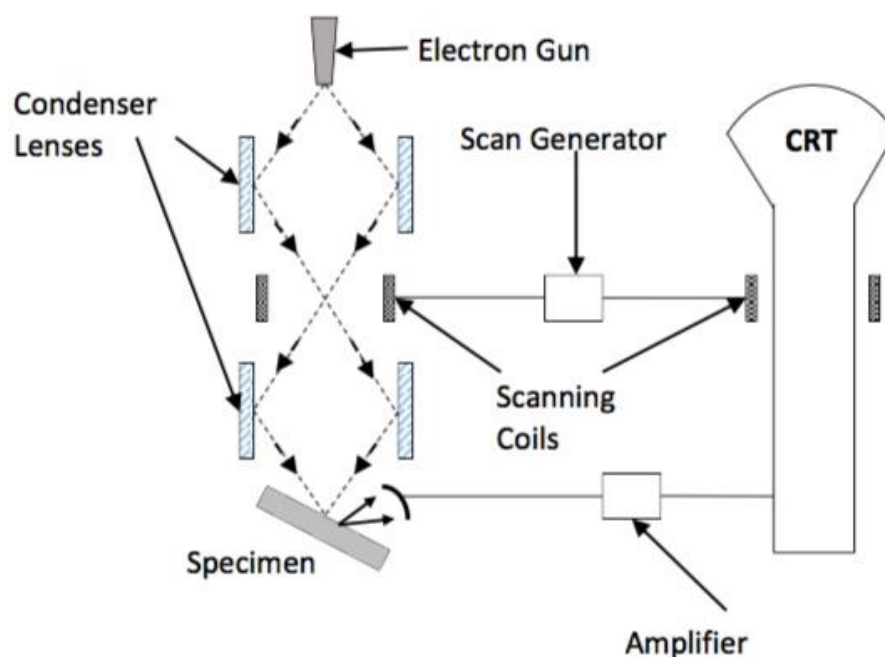 Electron Gun
Condenser
Lenses
Scan Generator
CRT
Scanning
Coils
Specimen
Amplifier